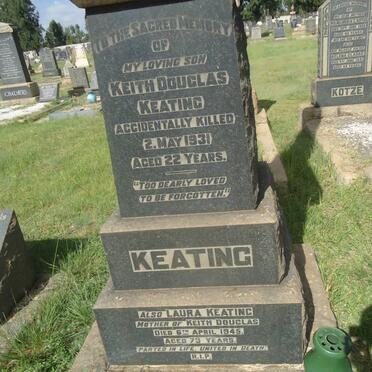 TO THE SACRED MEMORY
OF
MY LOVING SON
KEITH DOUGLAS
KEATING
ACCIDENTALLY KILLED
2. MAY 1931
AGED 22 YEARS.
"TOO DEARLY LOVED
TO BE FORGOTTEN."
KEATING
ALSO LAURA KEATING
MOTHER OF KEITH DOUGLAS
DIED 6TH APRIL 1945
AGED 79 YEARS.
PARTED IN LIFE, UNITED IN DEATH.
R.I.P.
KOTZE